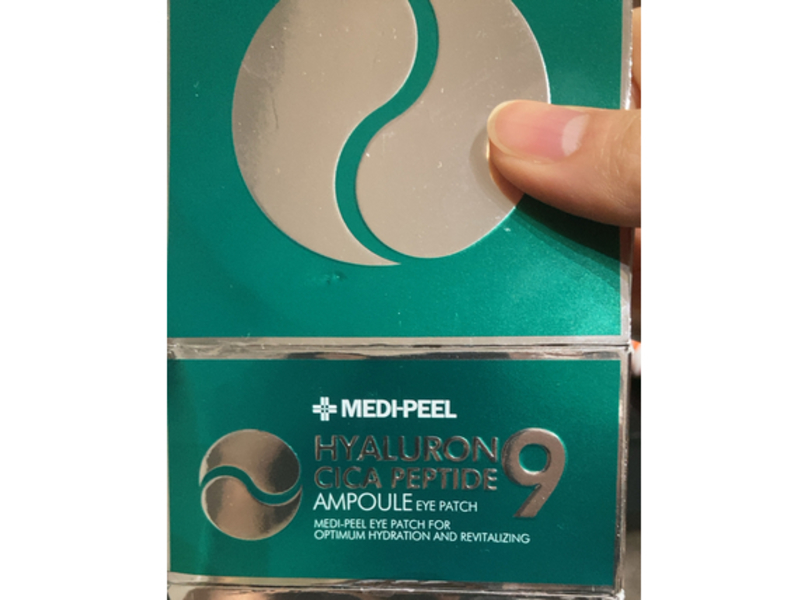 MEDI-PEEL
HYALURON
CICA PEPTIDE 9
AMPOULE EYE PATCH
MEDI-PEEL EYE PATCH FOR
OPTIMUM HYDRATION AND REVITALIZING